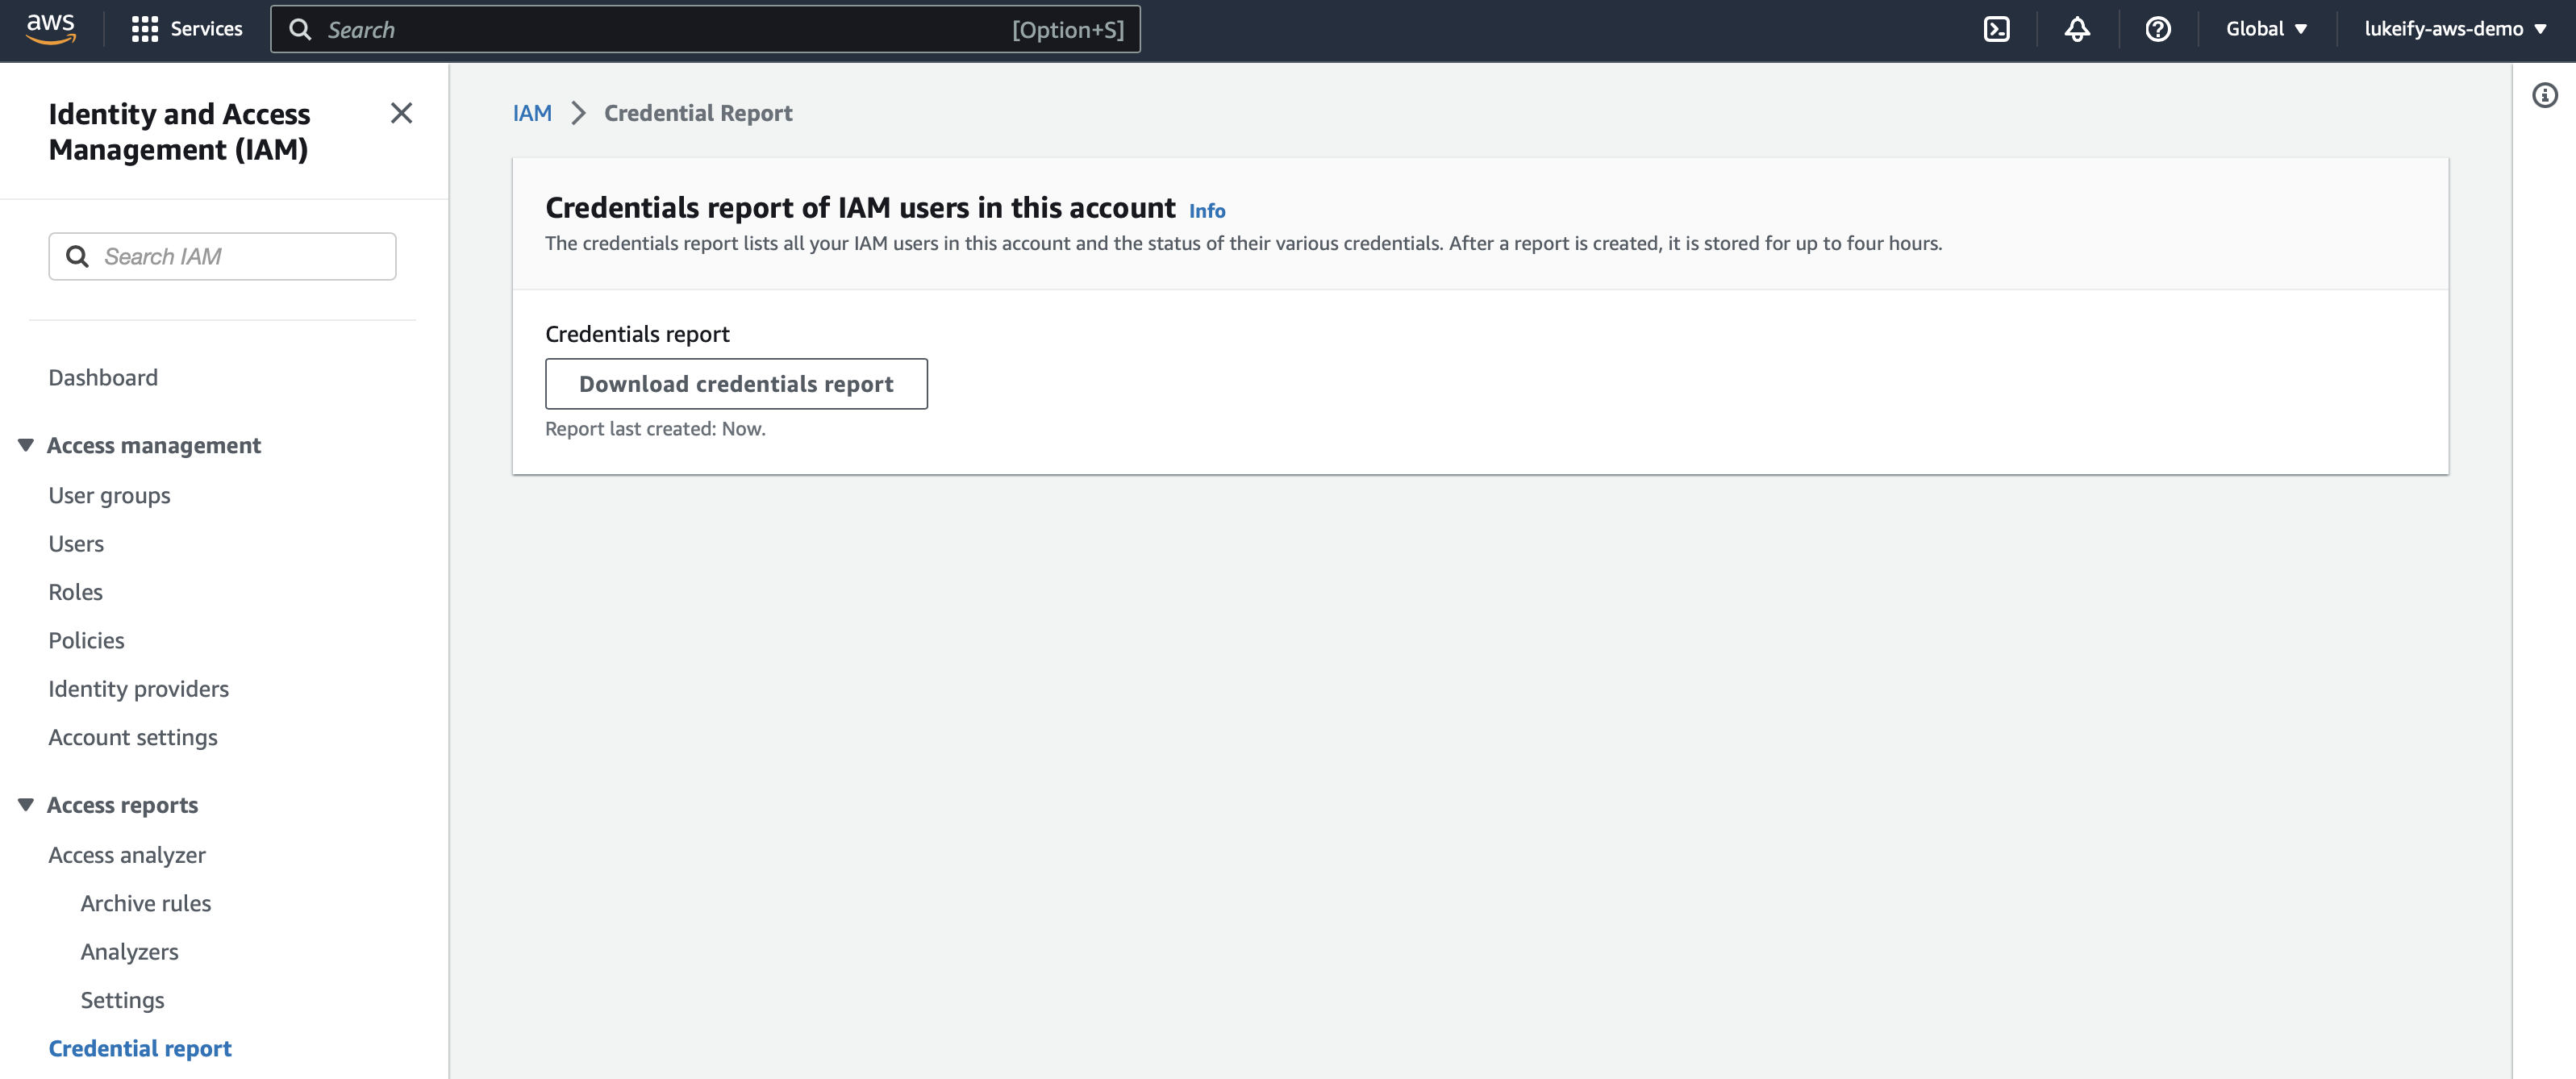 aws
Services
Search
[Option+S]
Global
lukeify-aws-demo
Identity and Access
Management (IAM)
Search IAM
Dashboard
Access management
User groups
Users
Roles
Policies
Identity providers
Account settings
Access reports
Access analyzer
Archive rules
Analyzers
Settings
Credential report
IAM
Credential Report
Credentials report of IAM users in this account Info
The credentials report lists all your IAM users in this account and the status of their various credentials. After a report is created, it is stored for up to four hours.
Credentials report
Download credentials report
Report last created: Now.